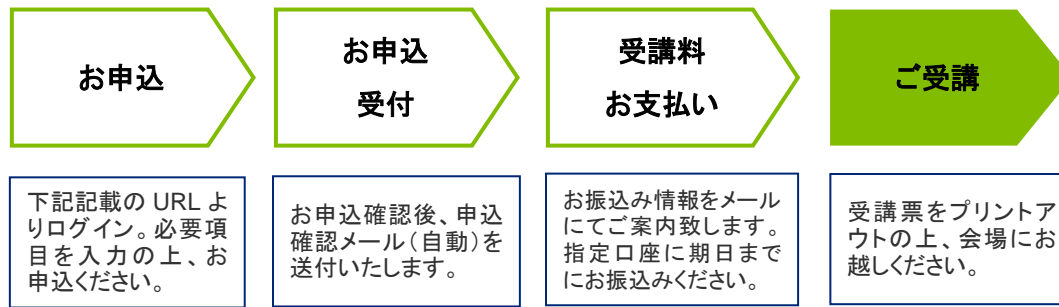 お申込
お申込
受付
受講料
お支払い
ご受講
下記記載の URL よ
りログイン。必要項
目を入力の上、お
申込ください。
お申込確認後、申込
確認メール（自動）を
送付いたします。
お振込み情報をメール
にてご案内致します。
指定口座に期日まで
にお振込みください。
受講票をプリントア
ウトの上、会場にお
越しください。